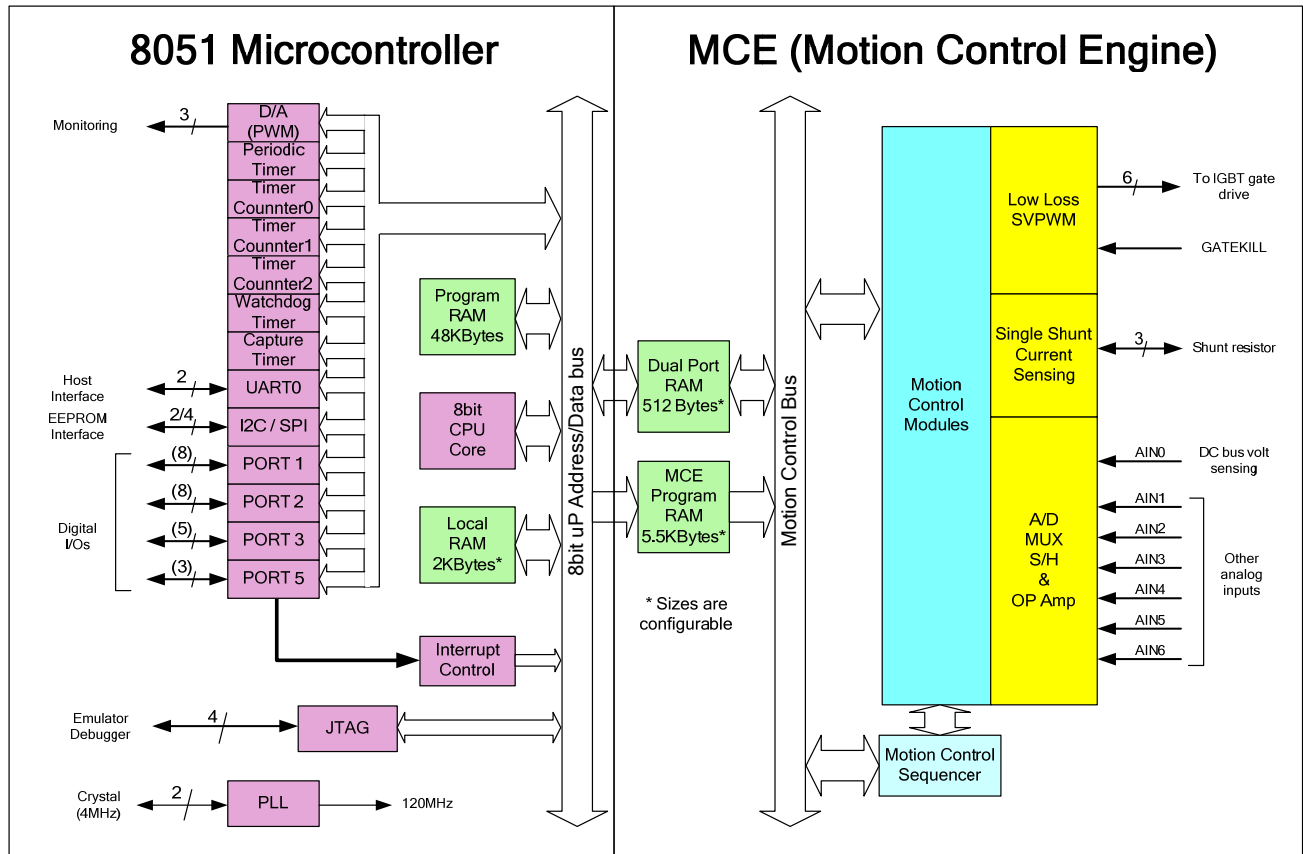 8051 Microcontroller
MCE (Motion Control Engine)
Monitoring
3
D/A
(PWM)
Periodic
Timer
Timer
Counnter0
Timer
Counnter1
Timer
Counnter2
Watchdog
Timer
Capture
Timer
Host
Interface
2
UART0
EEPROM
Interface
2/4
I2C / SPI
Digital
I/Os
(8)
PORT 1
(8)
PORT 2
(5)
PORT 3
(3)
PORT 5
Program
RAM
48KBytes
8bit
CPU
Core
Local
RAM
2KBytes*
Interrupt
Control
Emulator
Debugger
4
JTAG
Crystal
(4MHz)
2
PLL
120MHz
8bit uP Address/Data bus
Dual Port
RAM
512 Bytes*
MCE
Program
RAM
5.5KBytes*
* Sizes are
configurable
Motion Control Bus
Motion
Control
Modules
Low Loss
SVPWM
6
To IGBT gate
drive
GATEKILL
Single Shunt
Current
Sensing
3
Shunt resistor
A/D
MUX
S/H
&
OP Amp
AIN0
DC bus volt
sensing
AIN1
AIN2
AIN3
AIN4
AIN5
AIN6
Other
analog
inputs
Motion Control
Sequencer